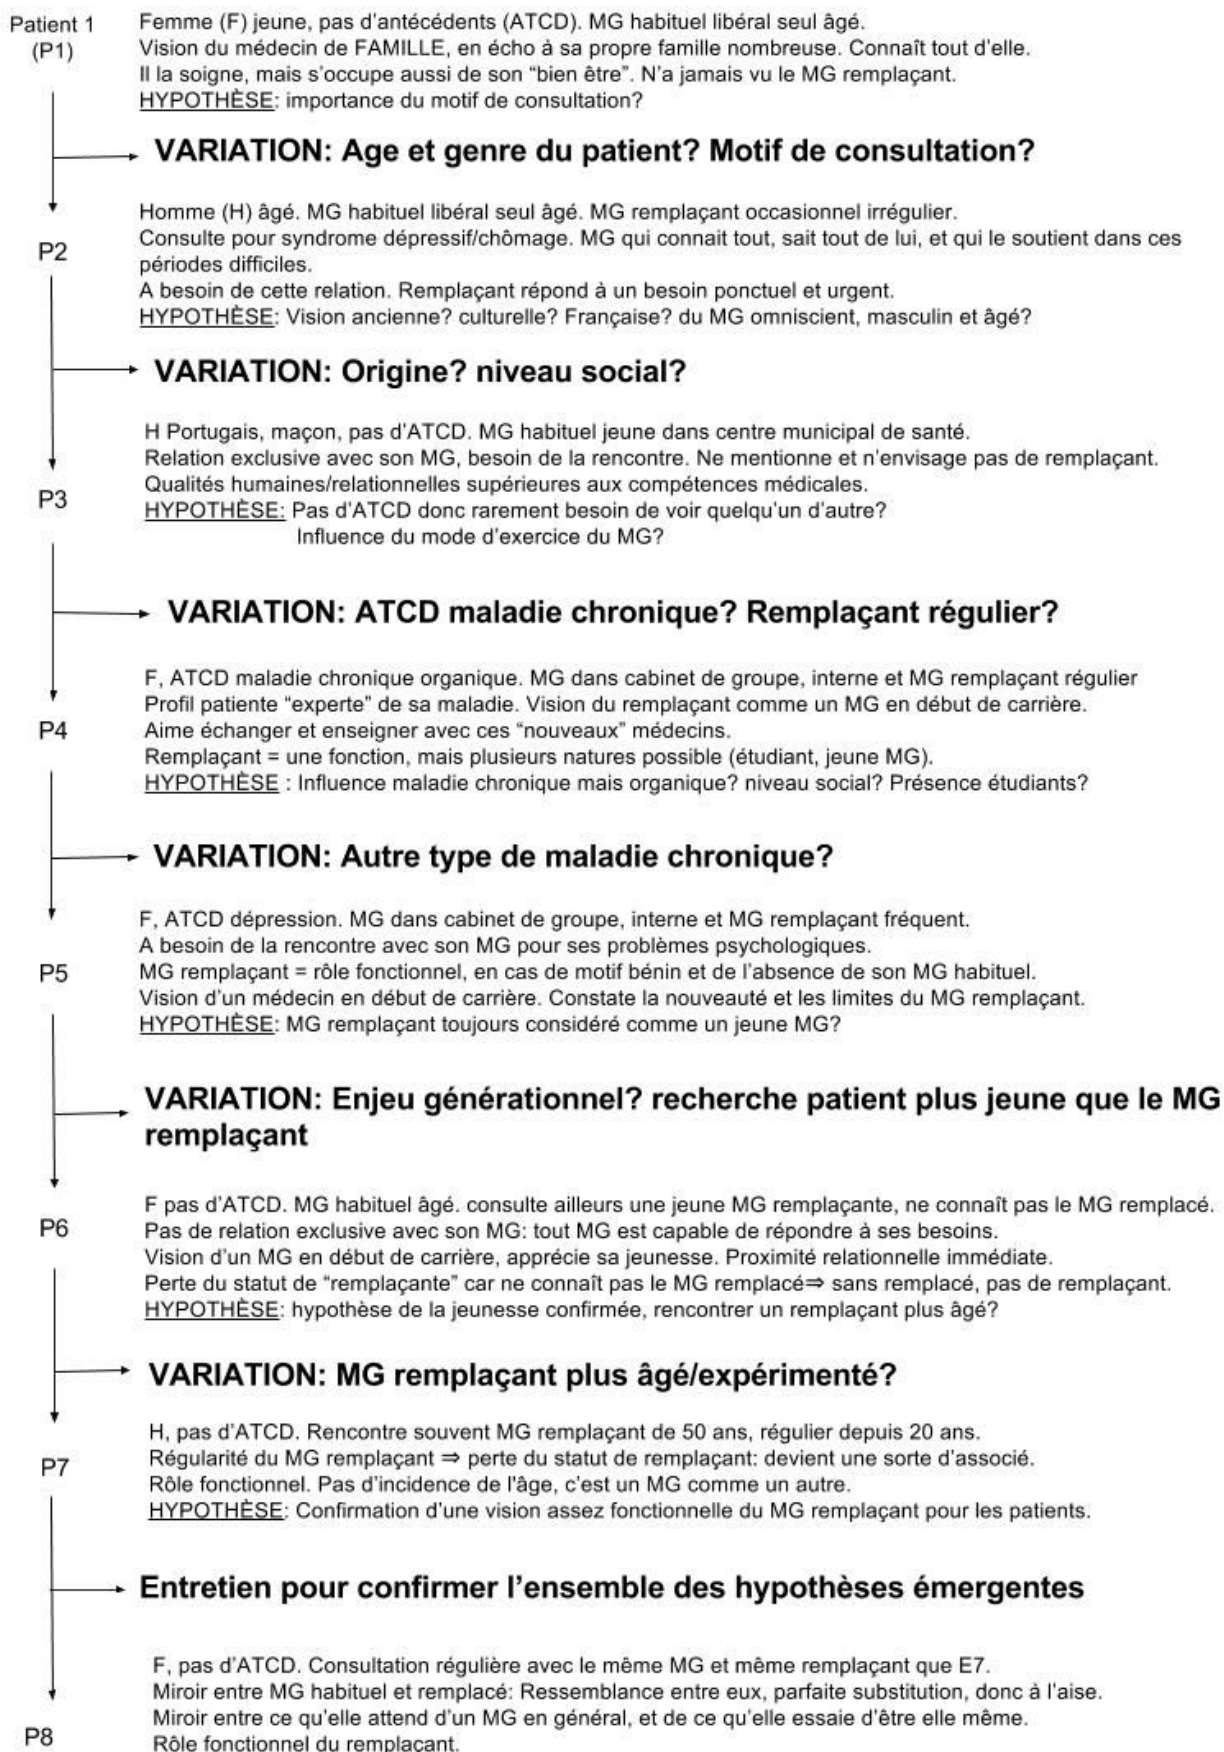 Patient 1
(P1)
Femme (F) jeune, pas d'antécédents (ATCD). MG habituel libéral seul âgé.
Vision du médecin de FAMILLE, en écho à sa propre famille nombreuse. Connaît tout d'elle.
Il la soigne, mais s'occupe aussi de son “bien être”. N'a jamais vu le MG remplaçant.
HYPOTHÈSE: importance du motif de consultation?
VARIATION: Age et genre du patient? Motif de consultation?
P2
Homme (H) âgé. MG habituel libéral seul âgé. MG remplaçant occasionnel irrégulier.
Consulte pour syndrome dépressif/chômage. MG qui connait tout, sait tout de lui, et qui le soutient dans ces
périodes difficiles.
A besoin de cette relation. Remplaçant répond à un besoin ponctuel et urgent.
HYPOTHÈSE: Vision ancienne? culturelle? Française? du MG omniscient, masculin et âgé?
VARIATION: Origine? niveau social?
P3
H Portugais, maçon, pas d'ATCD. MG habituel jeune dans centre municipal de santé.
Relation exclusive avec son MG, besoin de la rencontre. Ne mentionne et n'envisage pas de remplaçant.
Qualités humaines/relationnelles supérieures aux compétences médicales.
HYPOTHÈSE: Pas d'ATCD donc rarement besoin de voir quelqu'un d'autre?
Influence du mode d'exercice du MG?
VARIATION: ATCD maladie chronique? Remplaçant régulier?
P4
F, ATCD maladie chronique organique. MG dans cabinet de groupe, interne et MG remplaçant régulier
Profil patiente “experte” de sa maladie. Vision du remplaçant comme un MG en début de carrière.
Aime échanger et enseigner avec ces “nouveaux” médecins.
Remplaçant = une fonction, mais plusieurs natures possible (étudiant, jeune MG).
HYPOTHÈSE : Influence maladie chronique mais organique? niveau social? Présence étudiants?
VARIATION: Autre type de maladie chronique?
P5
F, ATCD dépression. MG dans cabinet de groupe, interne et MG remplaçant fréquent.
A besoin de la rencontre avec son MG pour ses problèmes psychologiques.
MG remplaçant = rôle fonctionnel, en cas de motif bénin et de l'absence de son MG habituel.
Vision d'un médecin en début de carrière. Constate la nouveauté et les limites du MG remplaçant.
HYPOTHÈSE: MG remplaçant toujours considéré comme un jeune MG?
VARIATION: Enjeu générationnel? recherche patient plus jeune que le MG
remplaçant
P6
F pas d'ATCD. MG habituel âgé. consulte ailleurs une jeune MG remplaçante, ne connaît pas le MG remplacé.
Pas de relation exclusive avec son MG: tout MG est capable de répondre à ses besoins.
Vision d'un MG en début de carrière, apprécie sa jeunesse. Proximité relationnelle immédiate.
Perte du statut de “remplaçante” car ne connaît pas le MG remplacé⇒ sans remplacé, pas de remplaçant.
HYPOTHÈSE: hypothèse de la jeunesse confirmée, rencontrer un remplaçant plus âgé?
VARIATION: MG remplaçant plus âgé/expérimenté?
P7
H, pas d'ATCD. Rencontre souvent MG remplaçant de 50 ans, régulier depuis 20 ans.
Régularité du MG remplaçant ⇒ perte du statut de remplaçant: devient une sorte d'associé.
Rôle fonctionnel. Pas d'incidence de l'âge, c'est un MG comme un autre.
HYPOTHÈSE: Confirmation d'une vision assez fonctionnelle du MG remplaçant pour les patients.
Entretien pour confirmer l'ensemble des hypothèses émergentes
P8
F, pas d'ATCD. Consultation régulière avec le même MG et même remplaçant que E7.
Miroir entre MG habituel et remplacé: Ressemblance entre eux, parfaite substitution, donc à l'aise.
Miroir entre ce qu'elle attend d'un MG en général, et de ce qu'elle essaie d'être elle même.
Rôle fonctionnel du remplaçant.